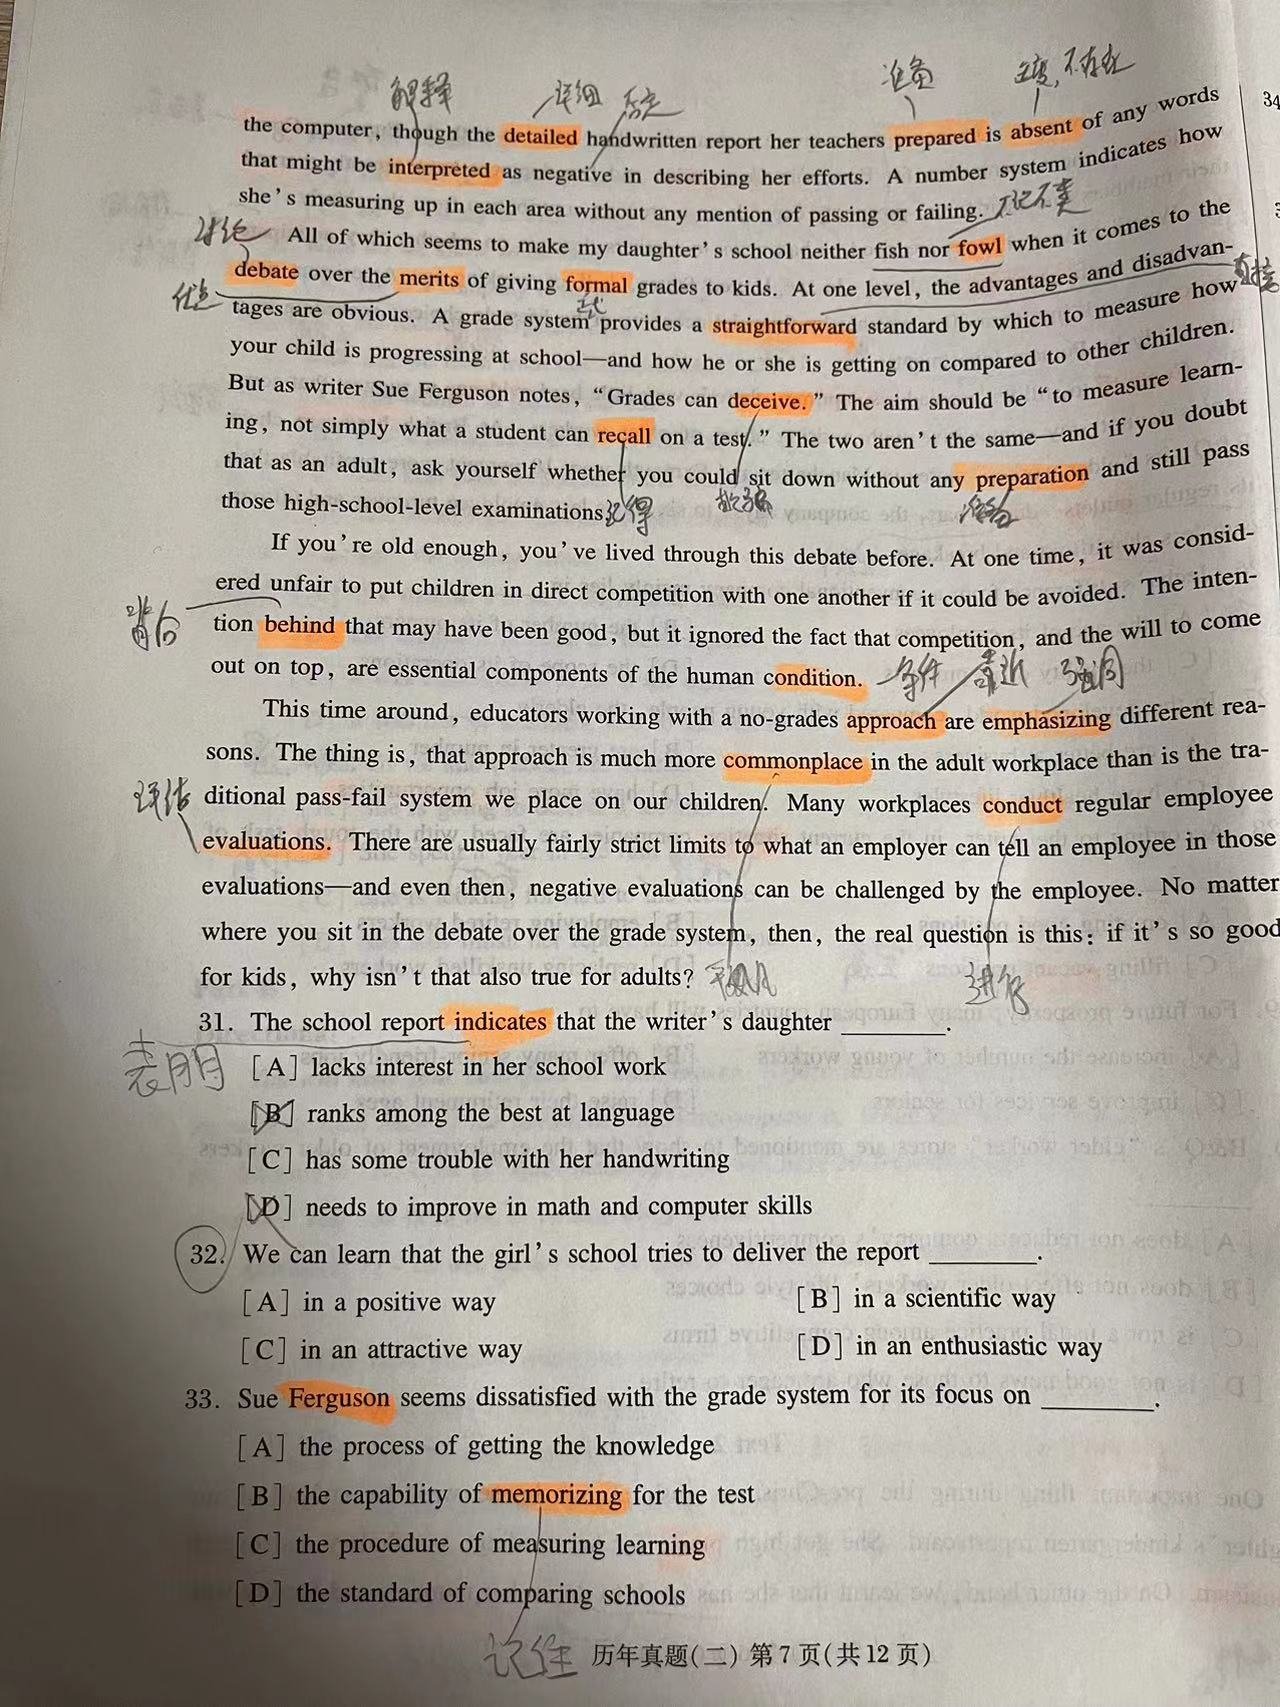 解释 详细 否定 准备 主宾,不存在
the computer, though the detailed handwritten report her teachers prepared is absent of any words
that might be interpreted as negative in describing her efforts. A number system indicates how
she's measuring up in each area without any mention of passing or failing.
讨论 All of which seems to make my daughter's school neither fish nor fowl when it comes to the
debate over the merits of giving formal grades to kids. At one level, the advantages and disadvan-
tages are obvious. A grade system provides a straightforward standard by which to measure how
your child is progressing at school—and how he or she is getting on compared to other children.
But as writer Sue Ferguson notes, “Grades can deceive.” The aim should be “to measure learn-
ing, not simply what a student can recall on a test.” The two aren't the same—and if you doubt
that as an adult, ask yourself whether you could sit down without any preparation and still pass
those high-school-level examinations. 记得 欺骗 准备
If you're old enough, you've lived through this debate before. At one time, it was consid-
ered unfair to put children in direct competition with one another if it could be avoided. The inten-
背后 tion behind that may have been good, but it ignored the fact that competition, and the will to come
out on top, are essential components of the human condition. 条件 靠近 强调
This time around, educators working with a no-grades approach are emphasizing different rea-
sons. The thing is, that approach is much more commonplace in the adult workplace than is the tra-
评估 ditional pass-fail system we place on our children. Many workplaces conduct regular employee
evaluations. There are usually fairly strict limits to what an employer can tell an employee in those
evaluations—and even then, negative evaluations can be challenged by the employee. No matter
where you sit in the debate over the grade system, then, the real question is this: if it's so good
for kids, why isn't that also true for adults? 平凡 进行
31. The school report indicates that the writer's daughter ________.
表明 [A] lacks interest in her school work
[B] ranks among the best at language
[C] has some trouble with her handwriting
[D] needs to improve in math and computer skills
32. We can learn that the girl's school tries to deliver the report ________.
[A] in a positive way [B] in a scientific way
[C] in an attractive way [D] in an enthusiastic way
33. Sue Ferguson seems dissatisfied with the grade system for its focus on ________.
[A] the process of getting the knowledge
[B] the capability of memorizing for the test
[C] the procedure of measuring learning
[D] the standard of comparing schools
记住 历年真题(二) 第7页(共12页)